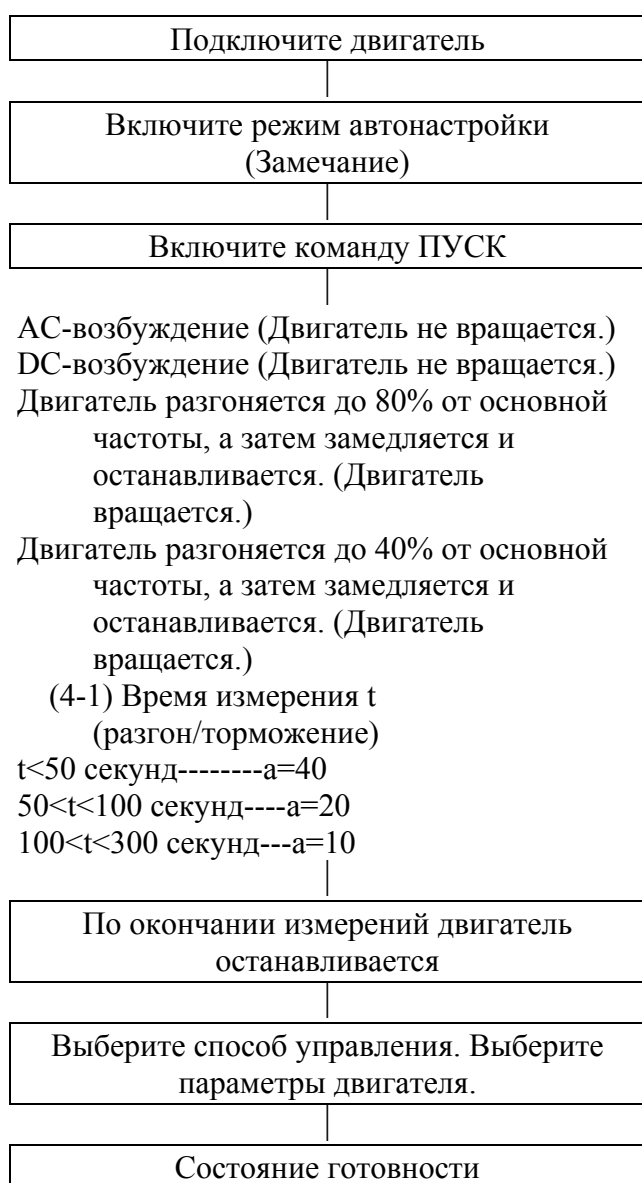 Подключите двигатель
Включите режим автонастройки
(Замечание)
Включите команду ПУСК
АС-возбуждение (Двигатель не вращается.)
DC-возбуждение (Двигатель не вращается.)
Двигатель разгоняется до 80% от основной
частоты, а затем замедляется и
останавливается. (Двигатель
вращается.)
Двигатель разгоняется до 40% от основной
частоты, а затем замедляется и
останавливается. (Двигатель
вращается.)
(4-1) Время измерения t
(разгон/торможение)
t<50 секунд--------a=40
50<t<100 секунд----a=20
100<t<300 секунд---a=10
По окончании измерений двигатель
останавливается
Выберите способ управления. Выберите
параметры двигателя.
Состояние готовности